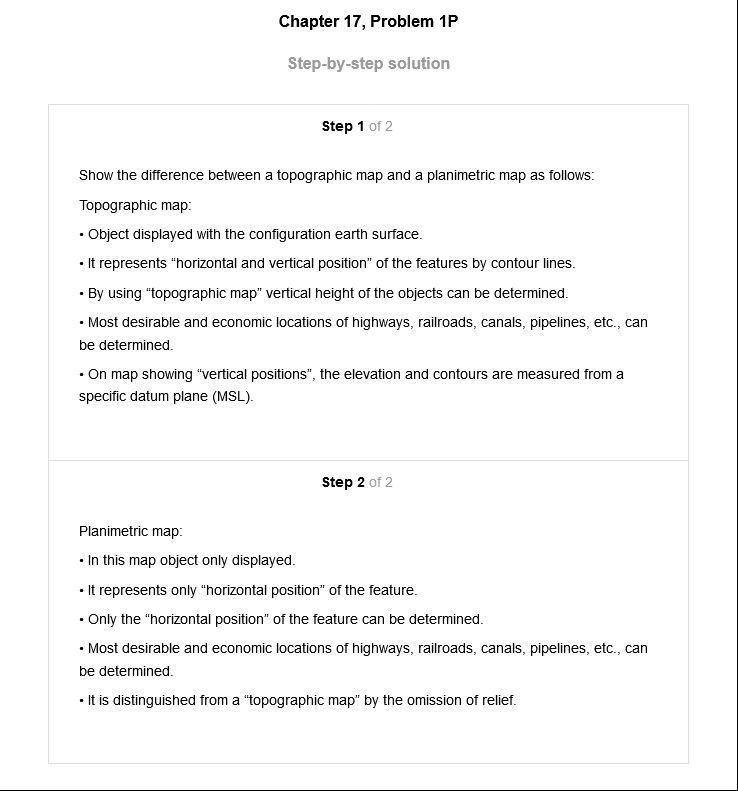 Chapter 17, Problem 1P
Step-by-step solution
Step 1 of 2
Show the difference between a topographic map and a planimetric map as follows:
Topographic map:
• Object displayed with the configuration earth surface.
• It represents “horizontal and vertical position” of the features by contour lines.
• By using “topographic map” vertical height of the objects can be determined.
• Most desirable and economic locations of highways, railroads, canals, pipelines, etc., can
be determined.
• On map showing “vertical positions”, the elevation and contours are measured from a
specific datum plane (MSL).
Step 2 of 2
Planimetric map:
• In this map object only displayed.
• It represents only “horizontal position” of the feature.
• Only the “horizontal position” of the feature can be determined.
• Most desirable and economic locations of highways, railroads, canals, pipelines, etc., can
be determined.
• It is distinguished from a “topographic map” by the omission of relief.